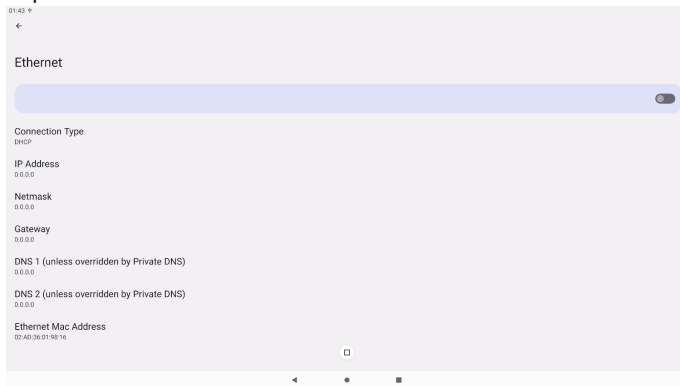 01:43
Ethernet
Connection Type
DHCP
IP Address
0.0.0.0
Netmask
0.0.0.0
Gateway
0.0.0.0
DNS 1 (unless overridden by Private DNS)
0.0.0.0
DNS 2 (unless overridden by Private DNS)
0.0.0.0
Ethernet Mac Address
02:AD:36:01:98:16